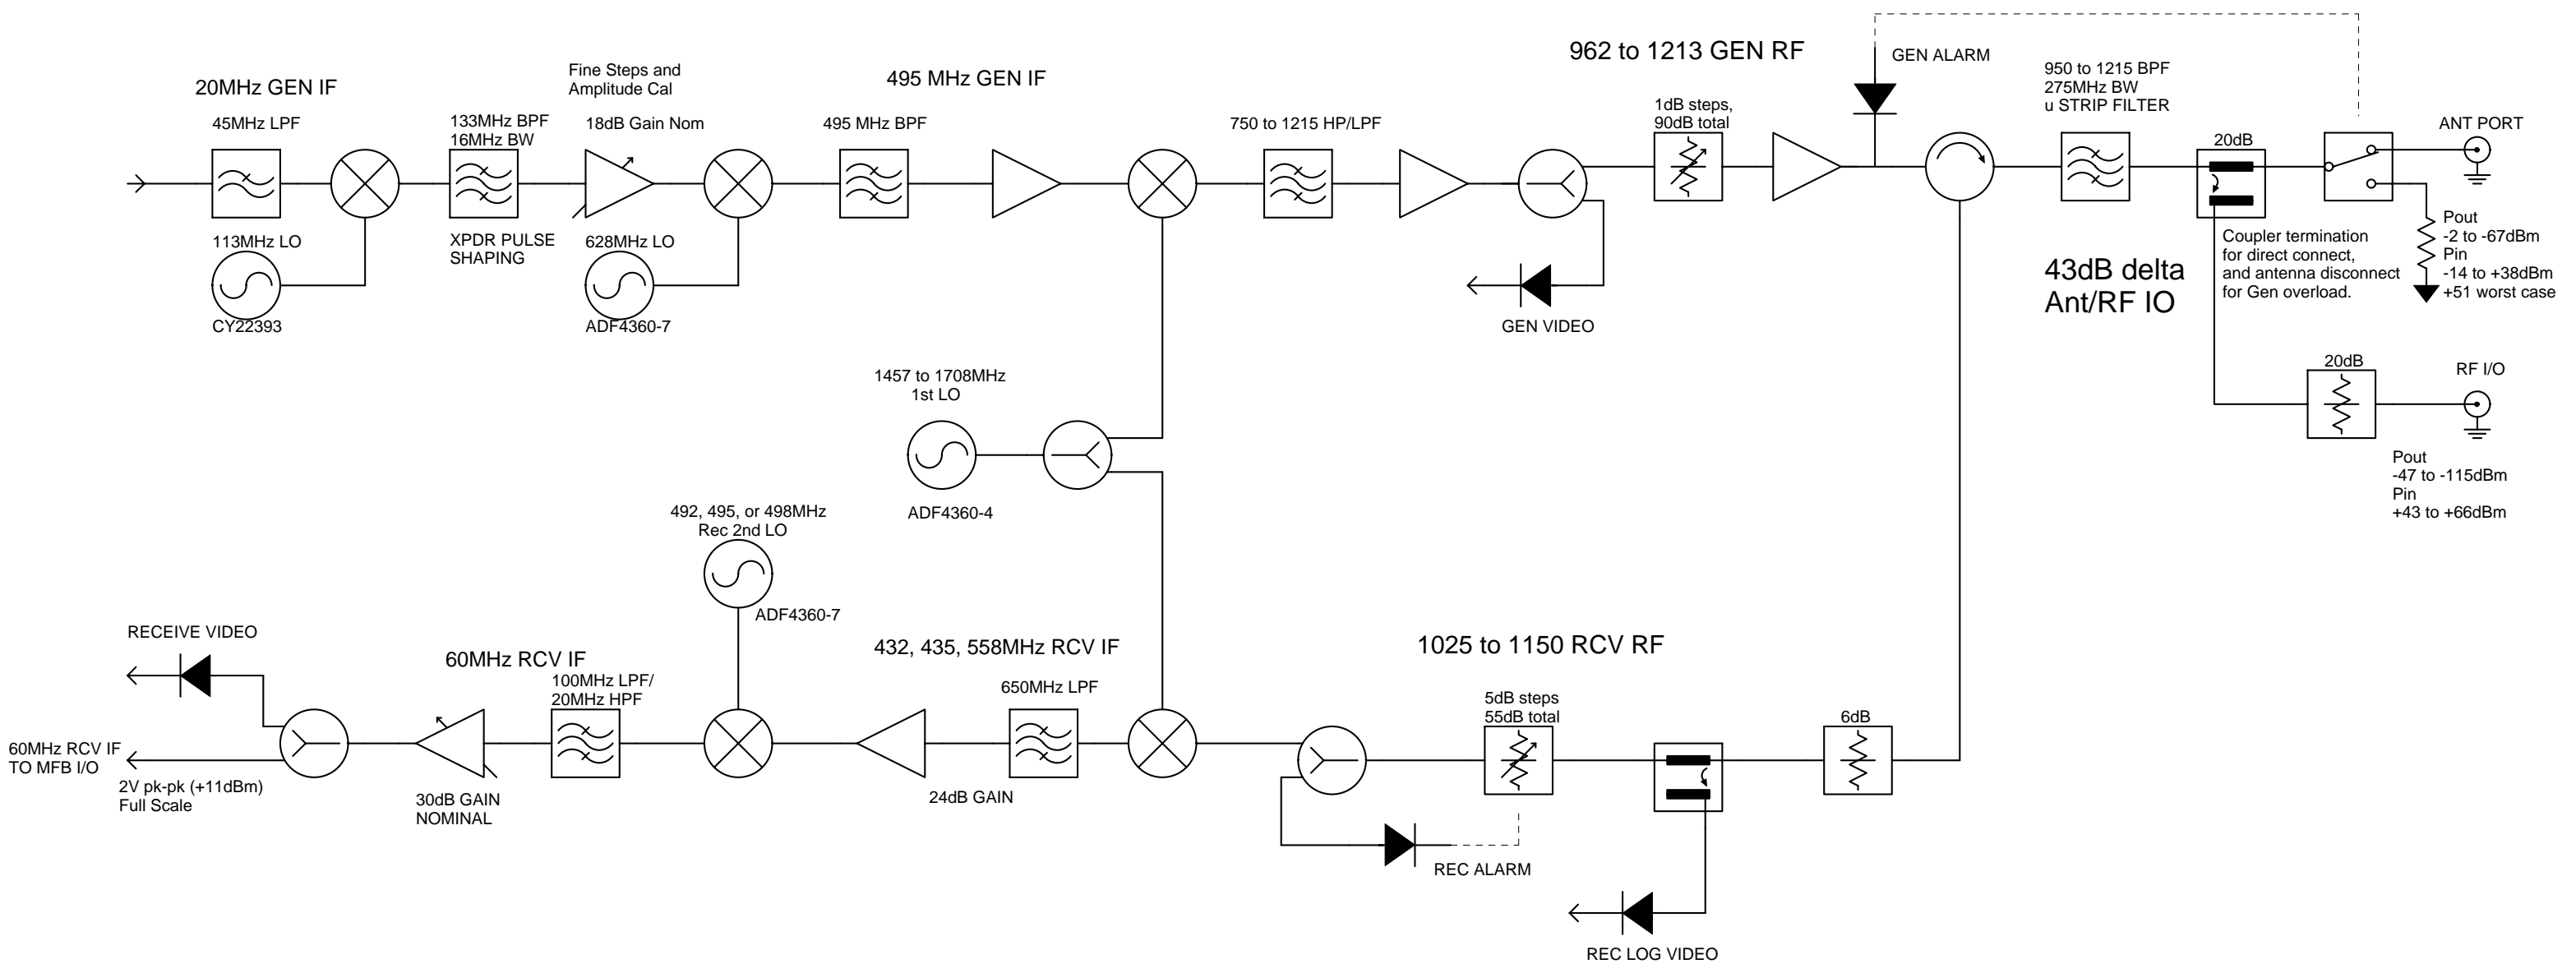 962 to 1213 GEN RF
GEN ALARM
Fine Steps and
Amplitude Cal
495 MHz GEN IF
20MHz GEN IF
950 to 1215 BPF
275MHz BW
u STRIP FILTER
45MHz LPF
133MHz BPF
16MHz BW
18dB Gain Nom
495 MHz BPF
750 to 1215 HP/LPF
1dB steps,
90dB total
20dB
ANT PORT
113MHz LO
XPDR PULSE
SHAPING
628MHz LO
CY22393
ADF4360-7
GEN VIDEO
43dB delta
Ant/RF IO
Coupler termination
for direct connect,
and antenna disconnect
for Gen overload.
Pout
-2 to -67dBm
Pin
-14 to +38dBm
+51 worst case
1457 to 1708MHz
1st LO
ADF4360-4
20dB
RF I/O
Pout
-47 to -115dBm
Pin
+43 to +66dBm
492, 495, or 498MHz
Rec 2nd LO
ADF4360-7
RECEIVE VIDEO
60MHz RCV IF
432, 435, 558MHz RCV IF
1025 to 1150 RCV RF
100MHz LPF/
20MHz HPF
650MHz LPF
5dB steps
55dB total
6dB
60MHz RCV IF
TO MFB I/O
2V pk-pk (+11dBm)
Full Scale
30dB GAIN
NOMINAL
24dB GAIN
REC ALARM
REC LOG VIDEO